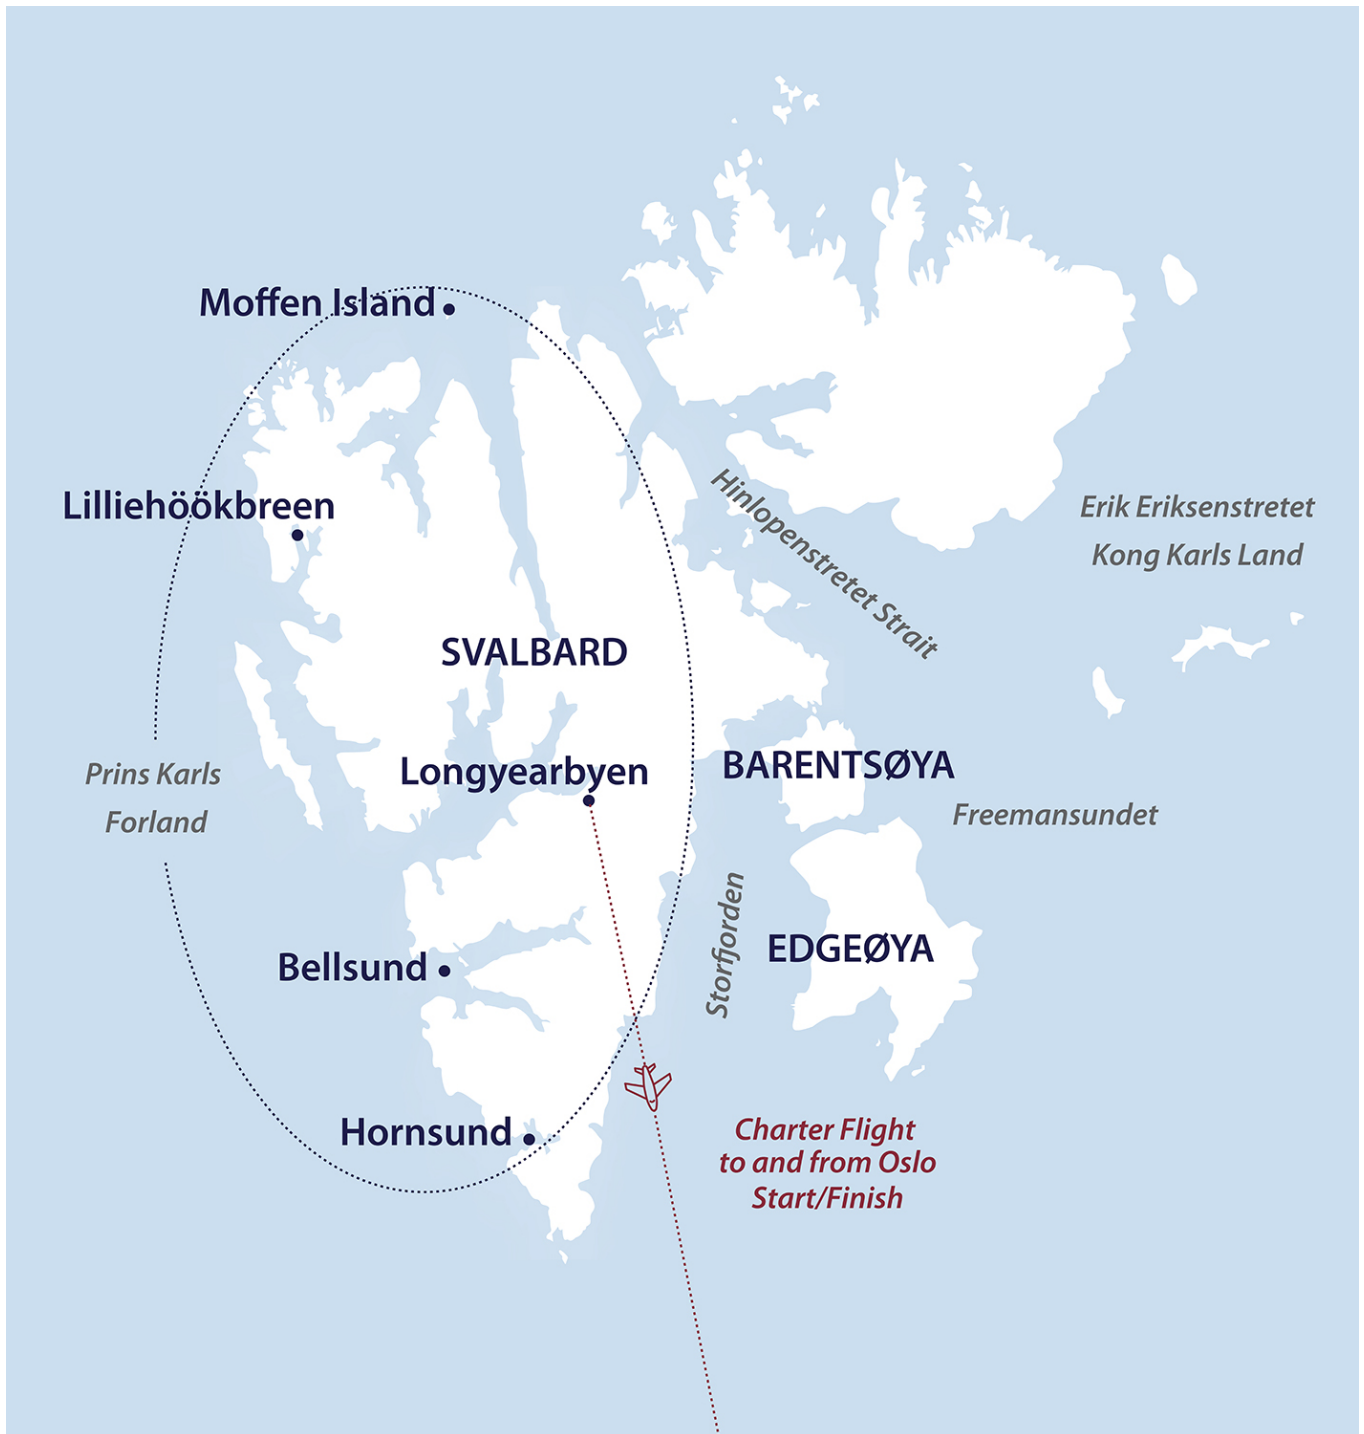 Moffen Island
Lilliehöökbreen
Hinlopenstretet Strait
Erik Eriksenstretet
Kong Karls Land
SVALBARD
Longyearbyen
BARENTSØYA
Prins Karls
Forland
Freemansundet
Storfjorden
EDGEØYA
Bellsund
Hornsund
Charter Flight
to and from Oslo
Start/Finish